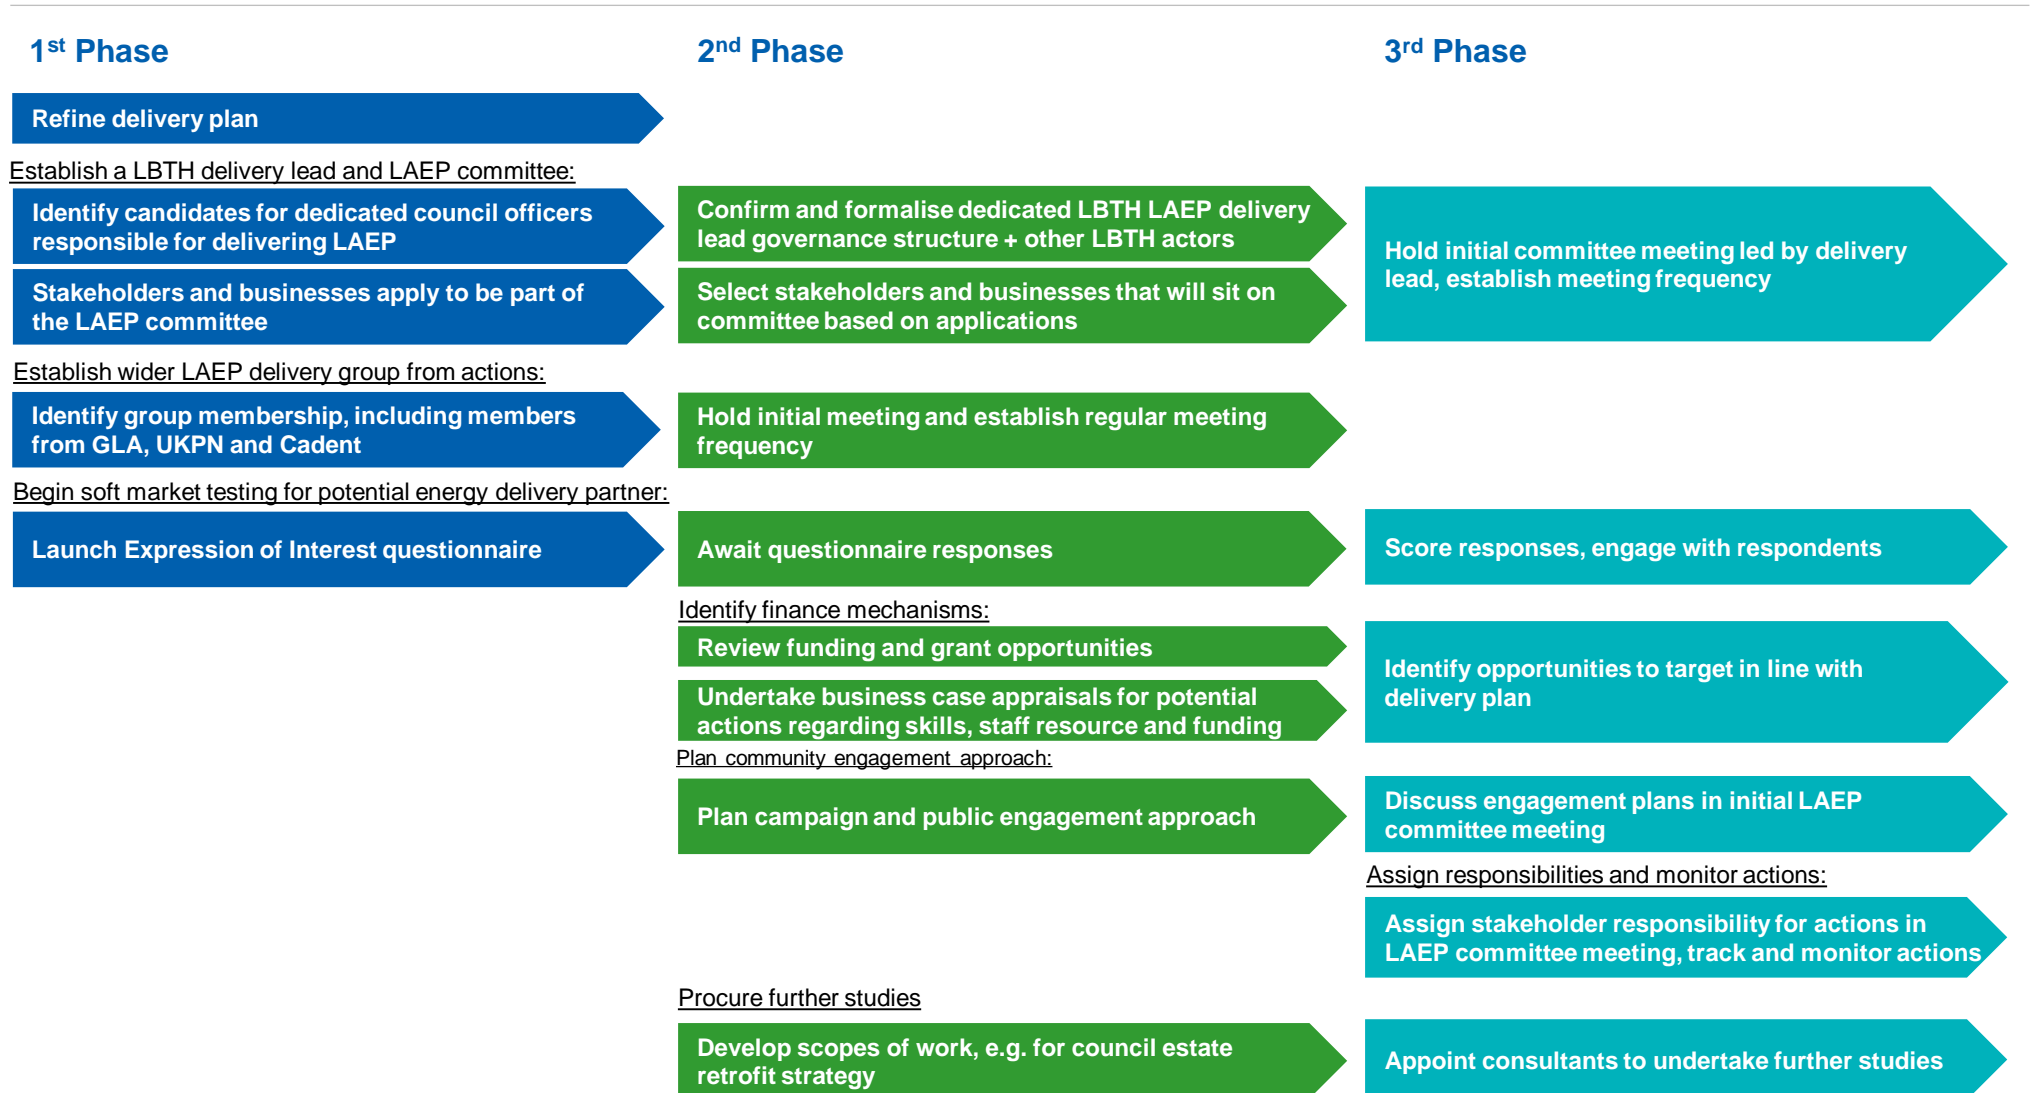 1st Phase
2nd Phase
3rd Phase
Refine delivery plan
Establish a LBTH delivery lead and LAEP committee:
Identify candidates for dedicated council officers
responsible for delivering LAEP
Confirm and formalise dedicated LBTH LAEP delivery
lead governance structure + other LBTH actors
Hold initial committee meeting led by delivery
lead, establish meeting frequency
Stakeholders and businesses apply to be part of
the LAEP committee
Select stakeholders and businesses that will sit on
committee based on applications
Establish wider LAEP delivery group from actions:
Identify group membership, including members
from GLA, UKPN and Cadent
Hold initial meeting and establish regular meeting
frequency
Begin soft market testing for potential energy delivery partner:
Launch Expression of Interest questionnaire
Await questionnaire responses
Score responses, engage with respondents
Identify finance mechanisms:
Review funding and grant opportunities
Undertake business case appraisals for potential
actions regarding skills, staff resource and funding
Identify opportunities to target in line with
delivery plan
Plan community engagement approach:
Plan campaign and public engagement approach
Discuss engagement plans in initial LAEP
committee meeting
Assign responsibilities and monitor actions:
Assign stakeholder responsibility for actions in
LAEP committee meeting, track and monitor actions
Procure further studies
Develop scopes of work, e.g. for council estate
retrofit strategy
Appoint consultants to undertake further studies